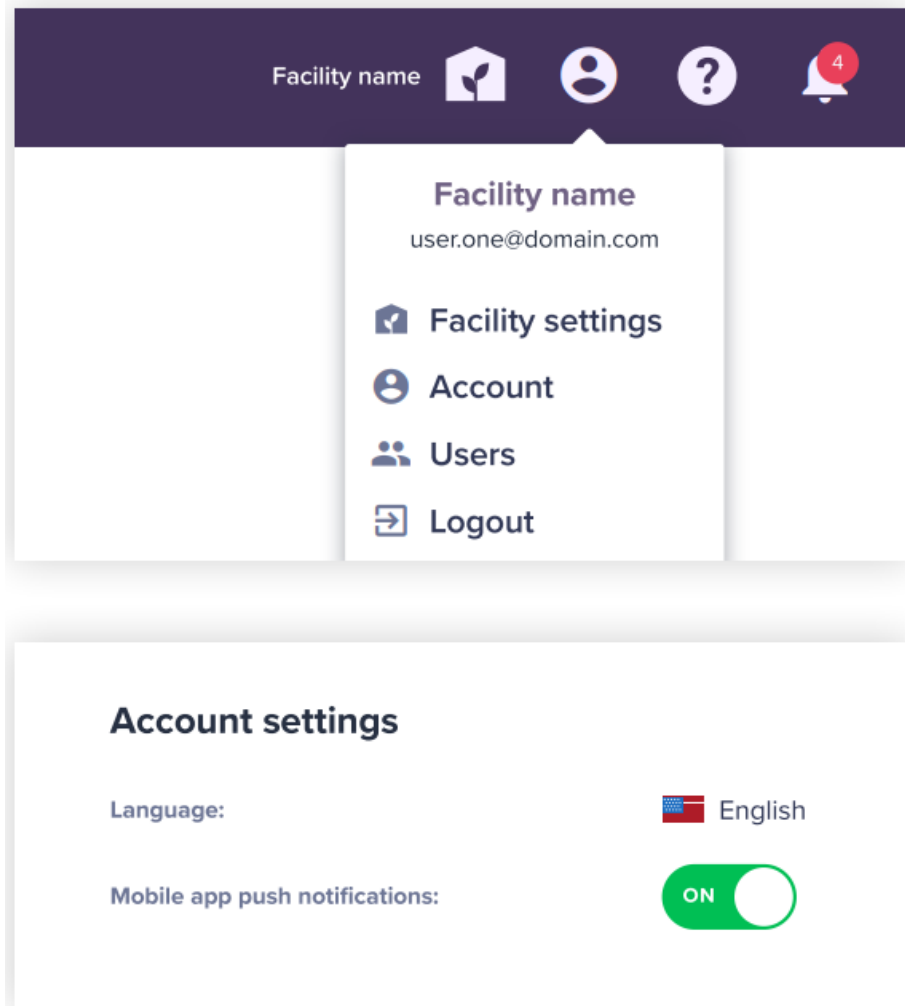 Facility name
?
4
Facility name
user.one@domain.com
Facility settings
Account
Users
Logout
Account settings
Language:
English
Mobile app push notifications:
ON